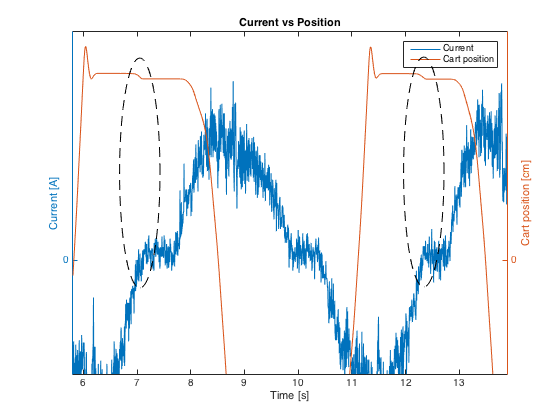 Current vs Position
Current
Cart position
Current [A]
0
Cart position [cm]
0
6 7 8 9 10 11 12 13
Time [s]